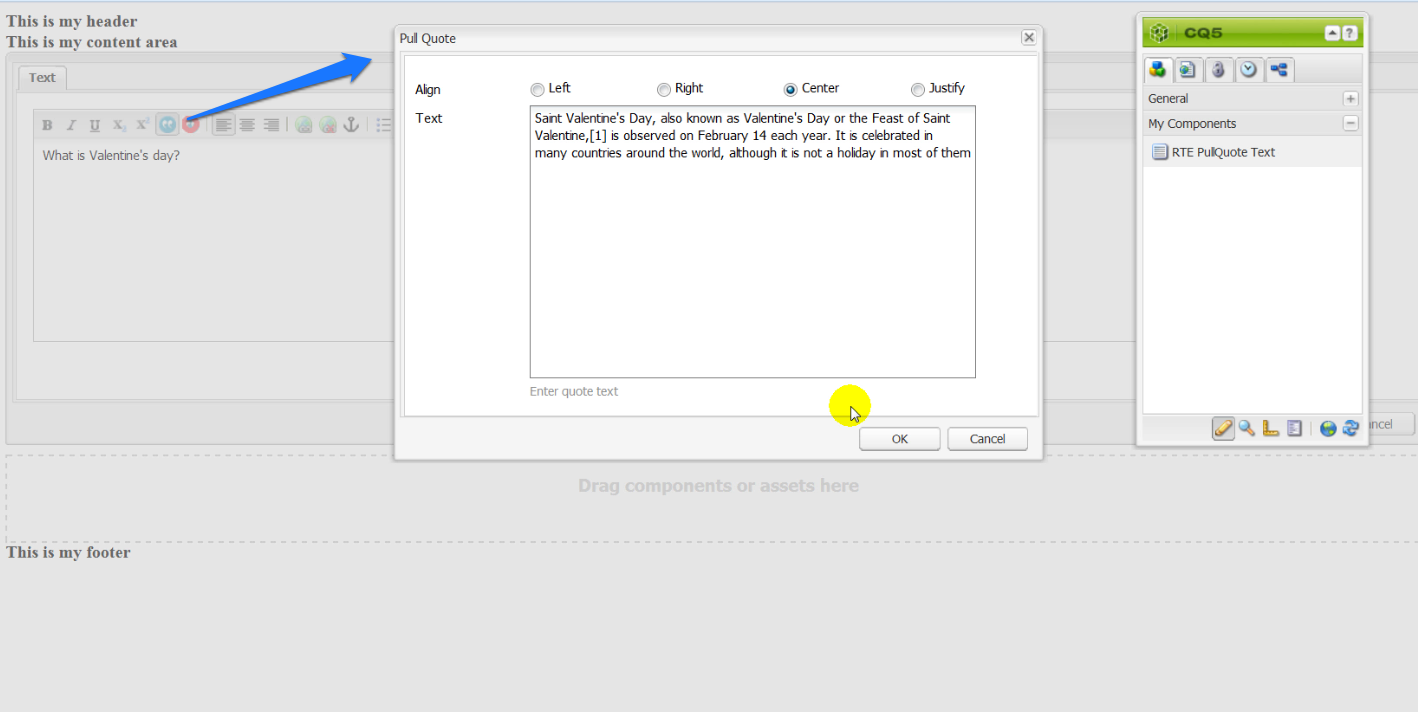 This is my header
This is my content area
Text
B I U X₂ X²
What is Valentine's day?
Pull Quote
Align
Left
Right
Center
Justify
Text
Saint Valentine's Day, also known as Valentine's Day or the Feast of Saint
Valentine,[1] is observed on February 14 each year. It is celebrated in
many countries around the world, although it is not a holiday in most of them
Enter quote text
OK
Cancel
CQ5
?
General
My Components
RTE PullQuote Text
ncel
Drag components or assets here
This is my footer